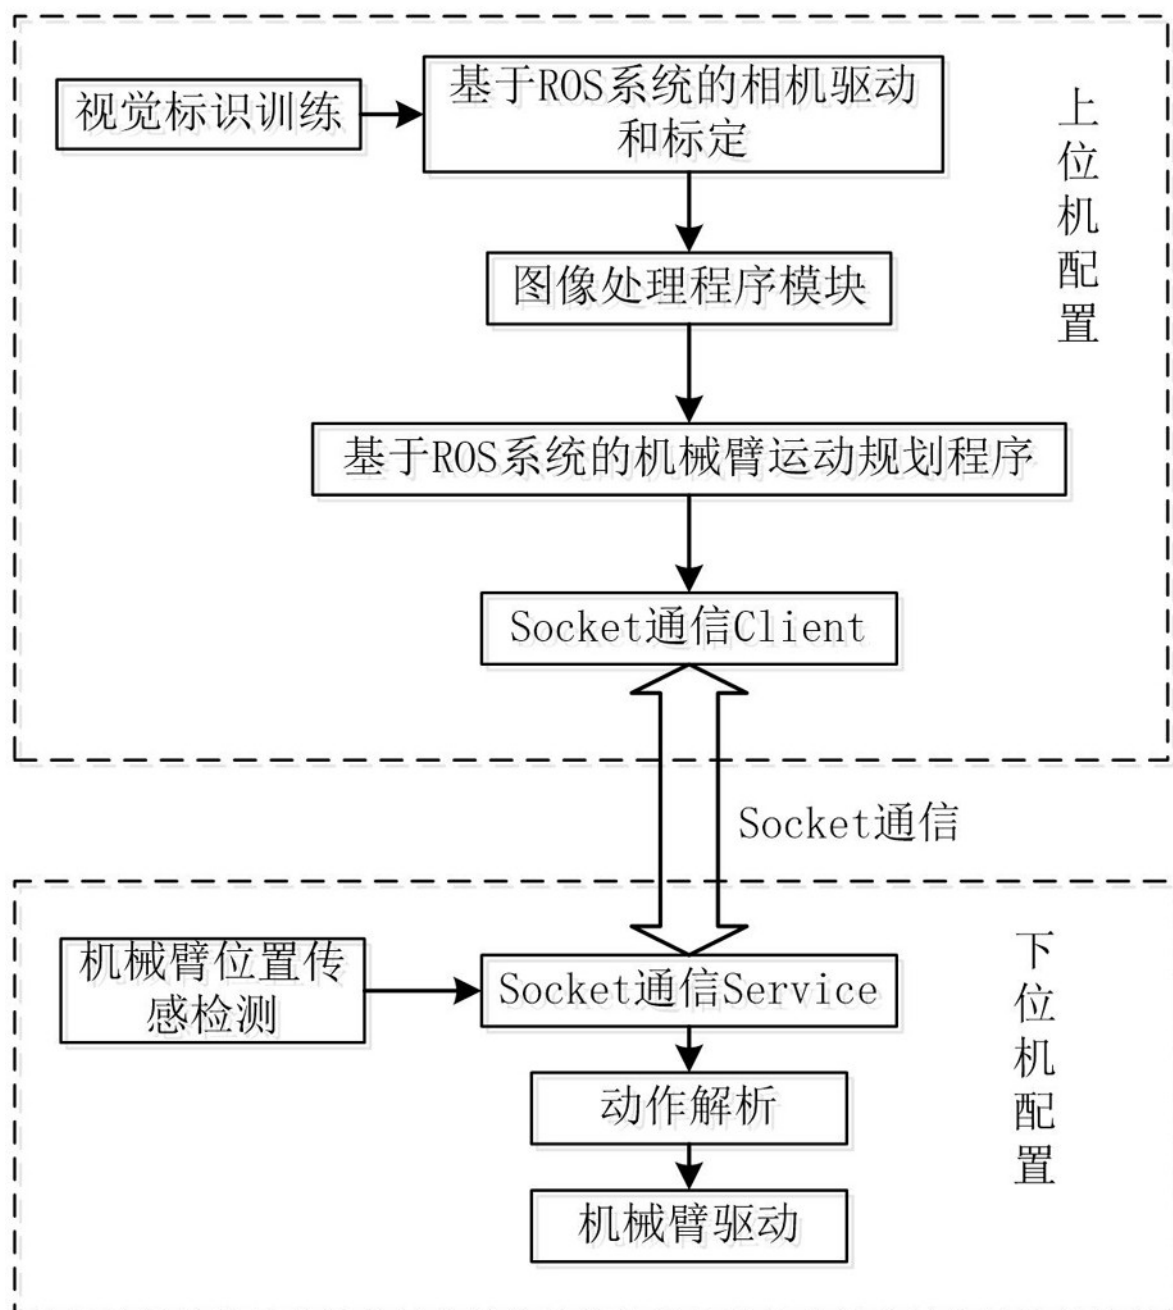 视觉标识训练
基于ROS系统的相机驱动
和标定
上位机配置
图像处理程序模块
基于ROS系统的机械臂运动规划程序
Socket通信Client
Socket通信
机械臂位置传
感检测
Socket通信Service
下位机配置
动作解析
机械臂驱动